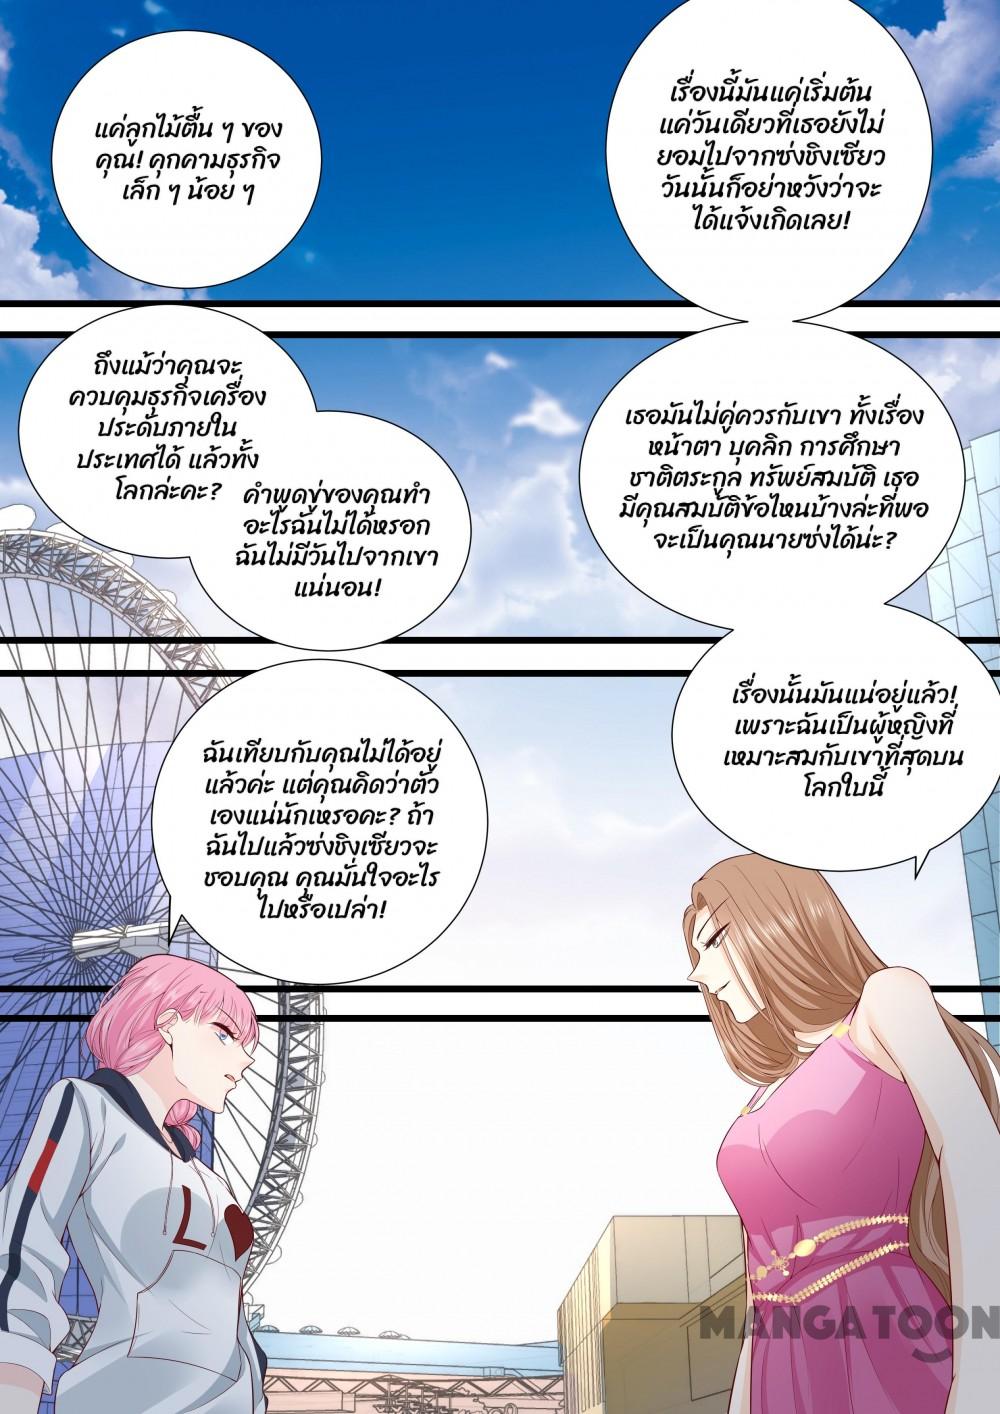 แค่ลูกไม้ตื้น ๆ ของ
คุณ! คุกคามธุรกิจ
เล็ก ๆ น้อย ๆ
เรื่องนี้มันแค่เริ่มต้น
แค่วันเดียวที่เธอยังไม่
ยอมไปจากซ่งชิงเซียว
วันนั้นก็อย่าหวังว่าจะ
ได้แจ้งเกิดเลย!
ถึงแม้ว่าคุณจะ
ควบคุมธุรกิจเครื่อง
ประดับภายใน
ประเทศได้ แล้วทั้ง
โลกล่ะคะ?
คำพูดขู่ของคุณทำ
อะไรฉันไม่ได้หรอก
ฉันไม่มีวันไปจากเขา
แน่นอน!
เธอมันไม่คู่ควรกับเขา ทั้งเรื่อง
หน้าตา บุคลิก การศึกษา
ชาติตระกูล ทรัพย์สมบัติ เธอ
มีคุณสมบัติข้อไหนบ้างล่ะที่พอ
จะเป็นคุณนายซ่งได้น่ะ?
ฉันเทียบกับคุณไม่ได้อยู่
แล้วค่ะ แต่คุณคิดว่าตัว
เองแน่นักเหรอคะ? ถ้า
ฉันไปแล้วซ่งชิงเซียวจะ
ชอบคุณ คุณมั่นใจอะไร
ไปหรือเปล่า!
เรื่องนั้นมันแน่อยู่แล้ว!
เพราะฉันเป็นผู้หญิงที่
เหมาะสมกับเขาที่สุดบน
โลกใบนี้
L
MANGATOON